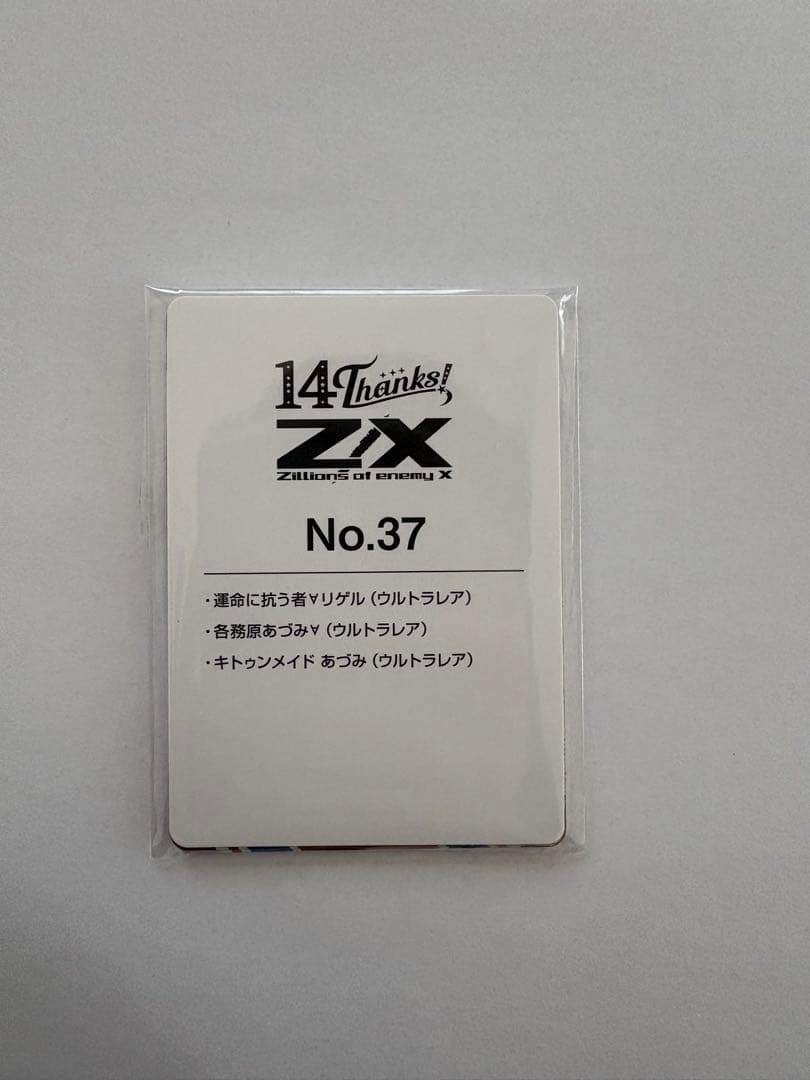 14 Thanks!
Z/X
Zillions of enemy X
No.37
・運命に抗う者∀リゲル（ウルトラレア）
・各務原あづみ∀（ウルトラレア）
・キトゥンメイド あづみ（ウルトラレア）